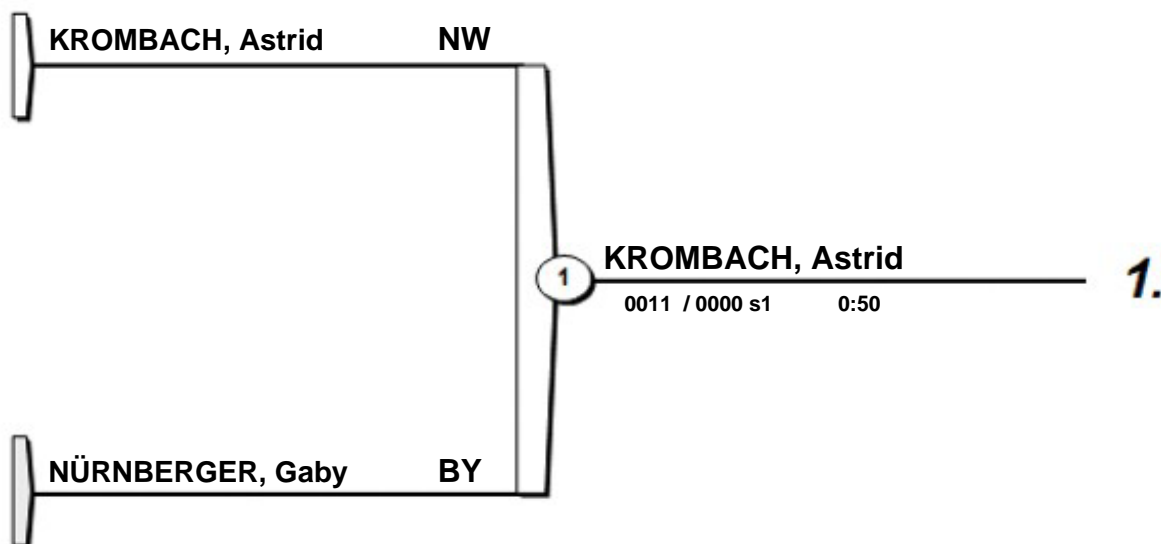 KROMBACH, Astrid NW
1
KROMBACH, Astrid
1.
0011 / 0000 s1 0:50
NÜRNBERGER, Gaby BY